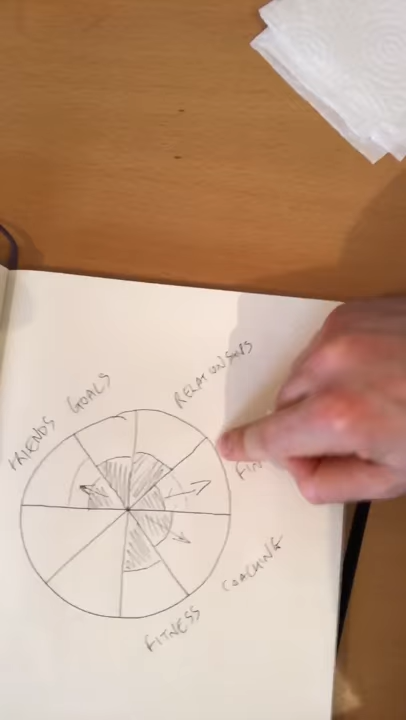 GOALS
RELATIONSHIPS
FRIENDS
COACHING
FITNESS